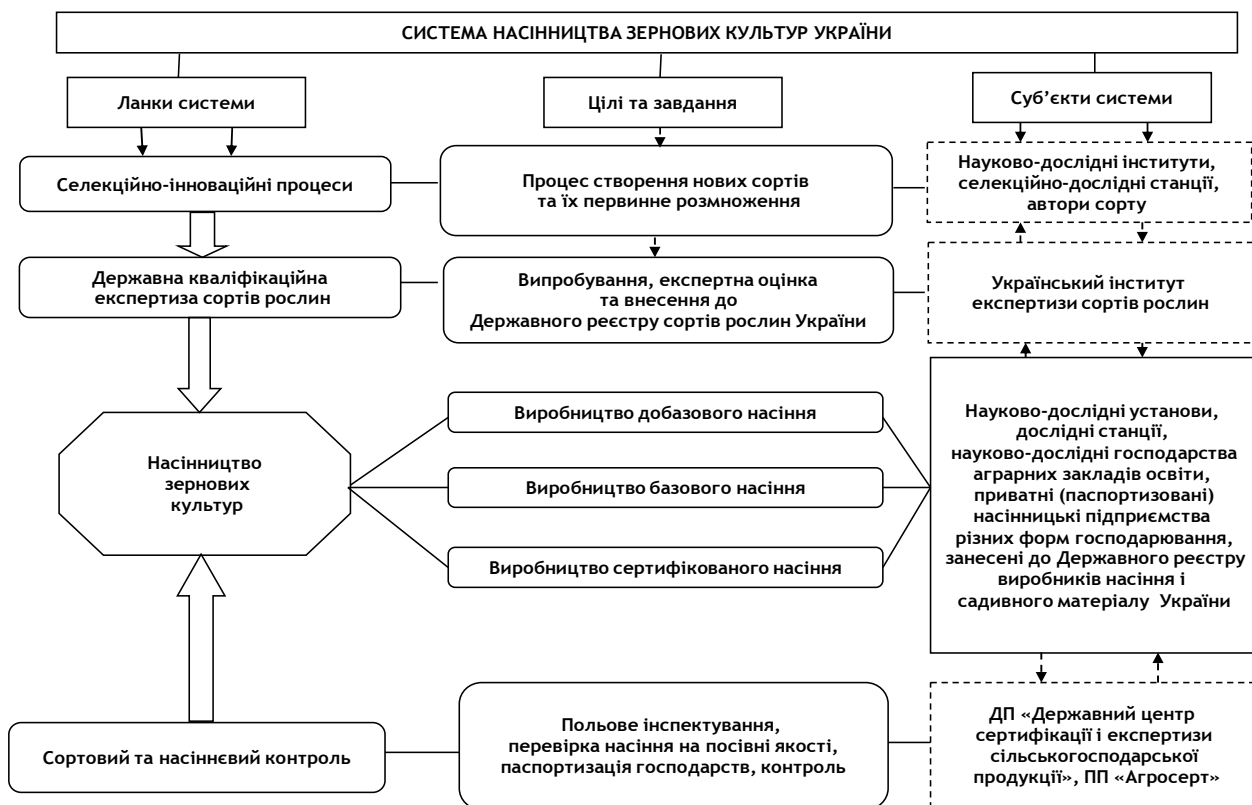 СИСТЕМА НАСІННИЦТВА ЗЕРНОВИХ КУЛЬТУР УКРАЇНИ
Ланки системи
Цілі та завдання
Суб’єкти системи
Селекційно-інноваційні процеси
Процес створення нових сортів
та їх первинне розмноження
Науково-дослідні інститути,
селекційно-дослідні станції,
автори сорту
Державна кваліфікаційна
експертиза сортів рослин
Випробування, експертна оцінка
та внесення до
Державного реєстру сортів рослин України
Український інститут
експертизи сортів рослин
Насінництво
зернових
культур
Виробництво добазового насіння
Виробництво базового насіння
Виробництво сертифікованого насіння
Науково-дослідні установи,
дослідні станції,
науково-дослідні господарства
аграрних закладів освіти,
приватні (паспортизовані)
насінницькі підприємства
різних форм господарювання,
занесені до Державного реєстру
виробників насіння і
садивного матеріалу України
Сортовий та насіннєвий контроль
Польове інспектування,
перевірка насіння на посівні якості,
паспортизація господарств, контроль
ДП «Державний центр
сертифікації і експертизи
сільськогосподарської
продукції», ПП «Агросерт»